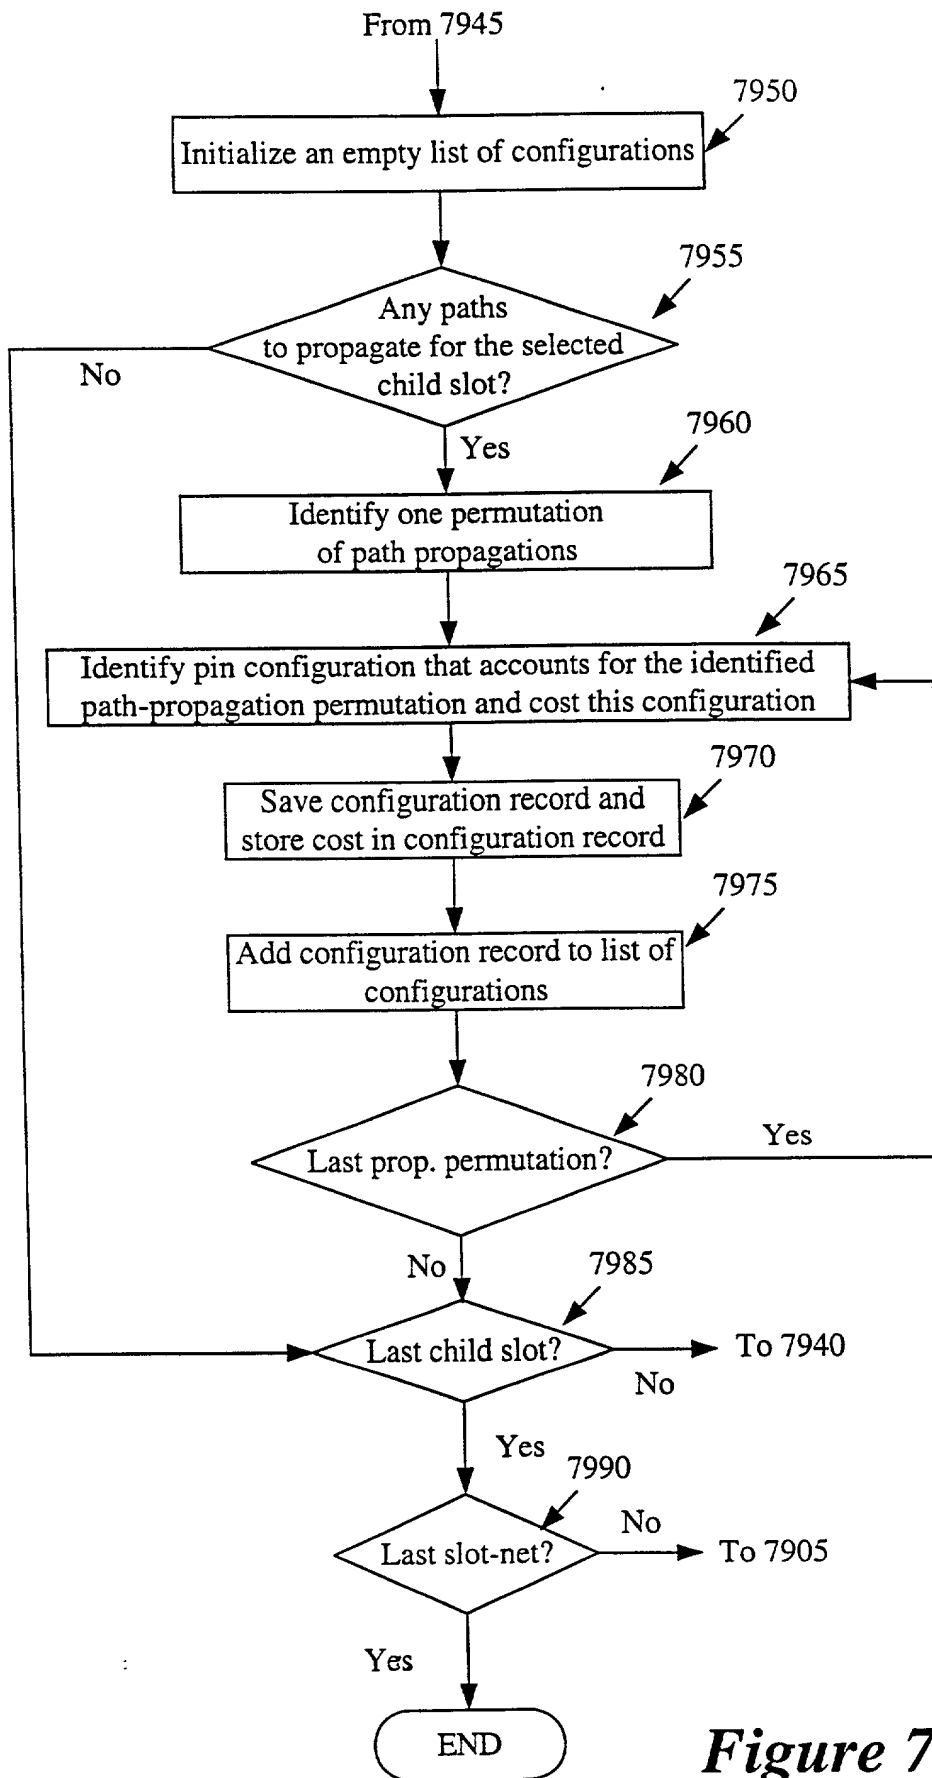 From 7945
7950
Initialize an empty list of configurations
7955
Any paths
to propagate for the selected
child slot?
No
Yes
7960
Identify one permutation
of path propagations
7965
Identify pin configuration that accounts for the identified
path-propagation permutation and cost this configuration
7970
Save configuration record and
store cost in configuration record
7975
Add configuration record to list of
configurations
7980
Last prop. permutation?
Yes
No
7985
Last child slot?
To 7940
No
Yes
7990
Last slot-net?
No
To 7905
Yes
END
Figure 7